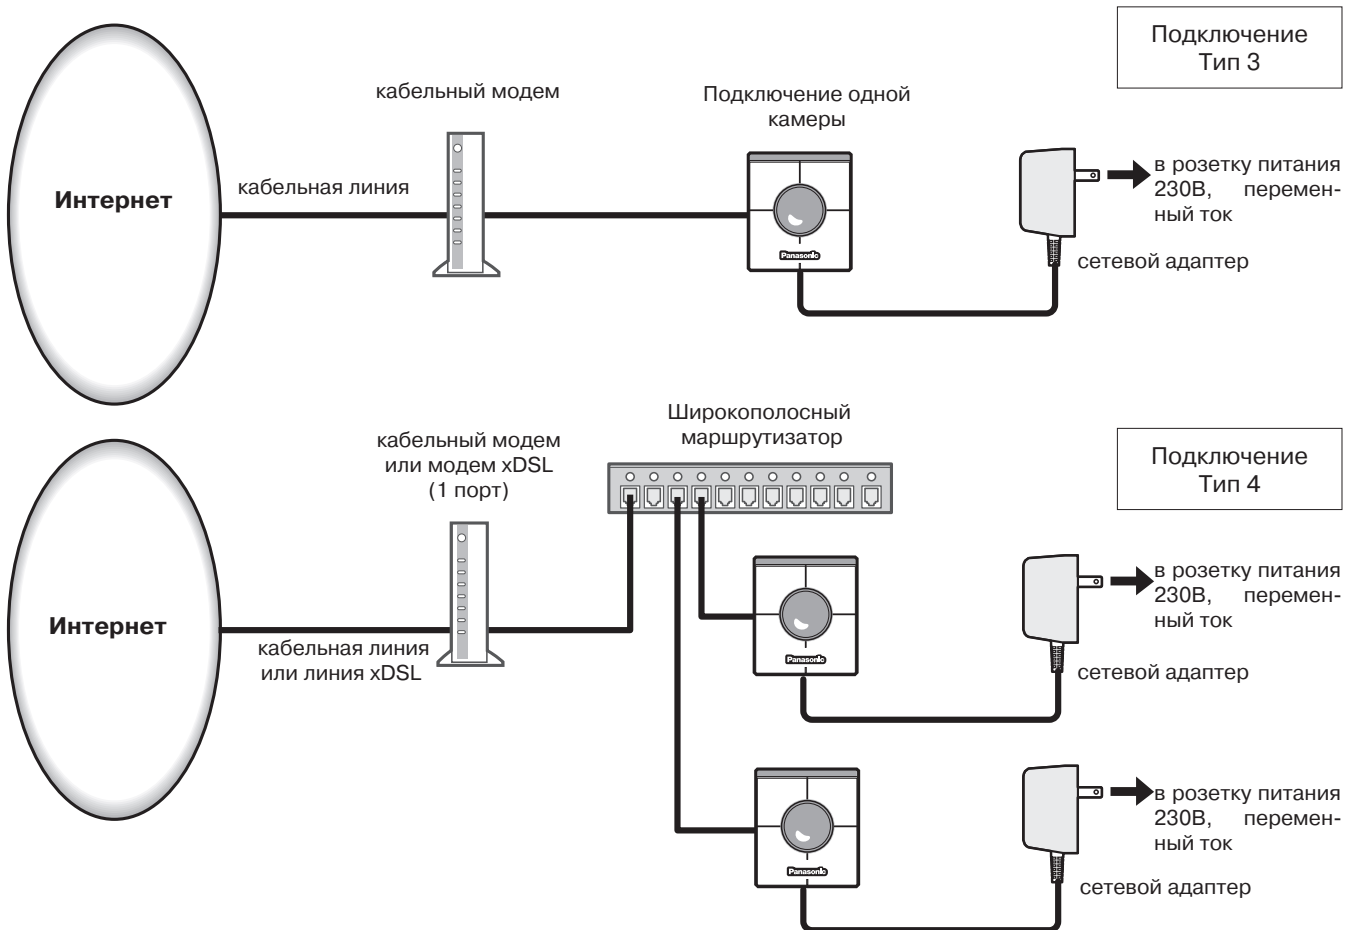 Подключение
Тип 3
кабельный модем
Подключение одной
камеры
Интернет
кабельная линия
Panasonic
в розетку питания
230В, перемен-
ный ток
сетевой адаптер
Широкополосный
маршрутизатор
кабельный модем
или модем xDSL
(1 порт)
Подключение
Тип 4
Интернет
кабельная линия
или линия xDSL
Panasonic
в розетку питания
230В, перемен-
ный ток
сетевой адаптер
Panasonic
в розетку питания
230В, перемен-
ный ток
сетевой адаптер